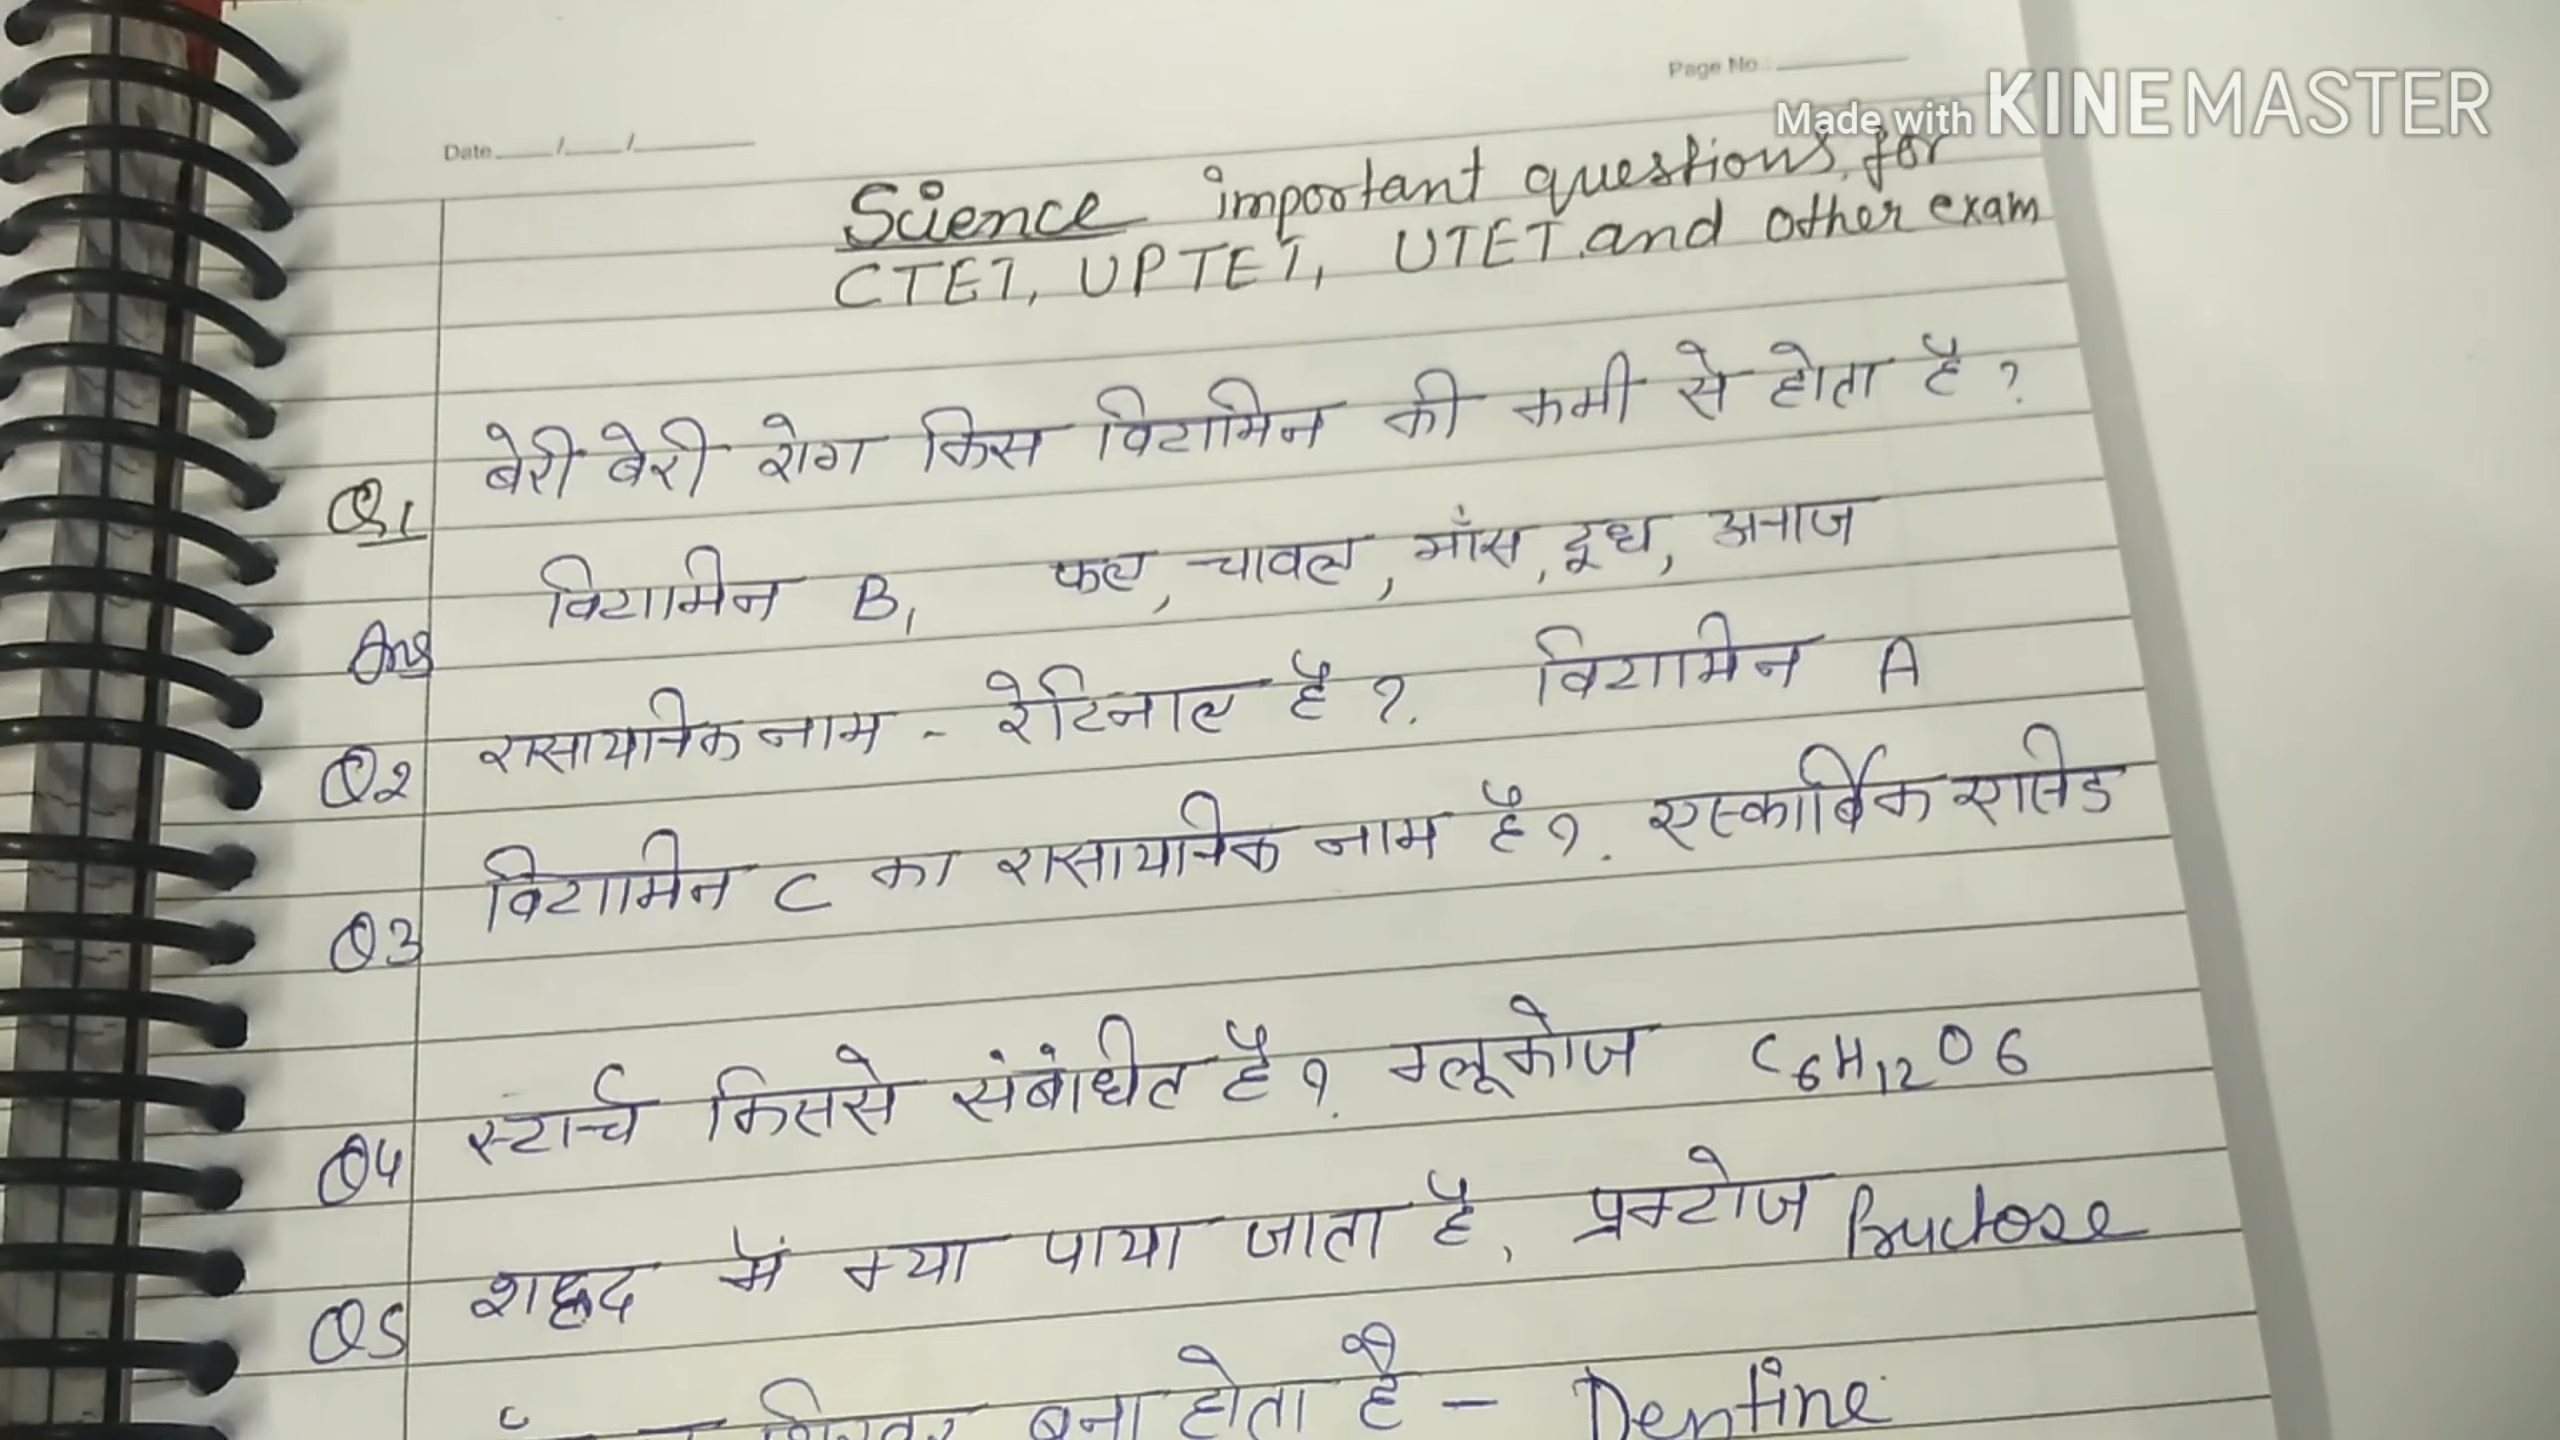 Page No.:
Made with KINEMASTER
Date / /
Science important questions for
CTET, UPTET, UTET and other exam
Q1 बेरी बेरी रोग किस विटामिन की कमी से होता है ?
Ans विटामिन B1 फल, चावल, माँस, दूध, अनाज
Q2 रासायनिक नाम - रेटिनाल है ? विटामिन A
Q3 विटामिन C का रासायनिक नाम है ? एस्कार्बिक एसिड
Q4 स्टार्च किससे संबंधित है ? ग्लूकोज C6H12O6
Q5 शहद में क्या पाया जाता है, फ्रक्टोज fructose
बना होता है - Dentine